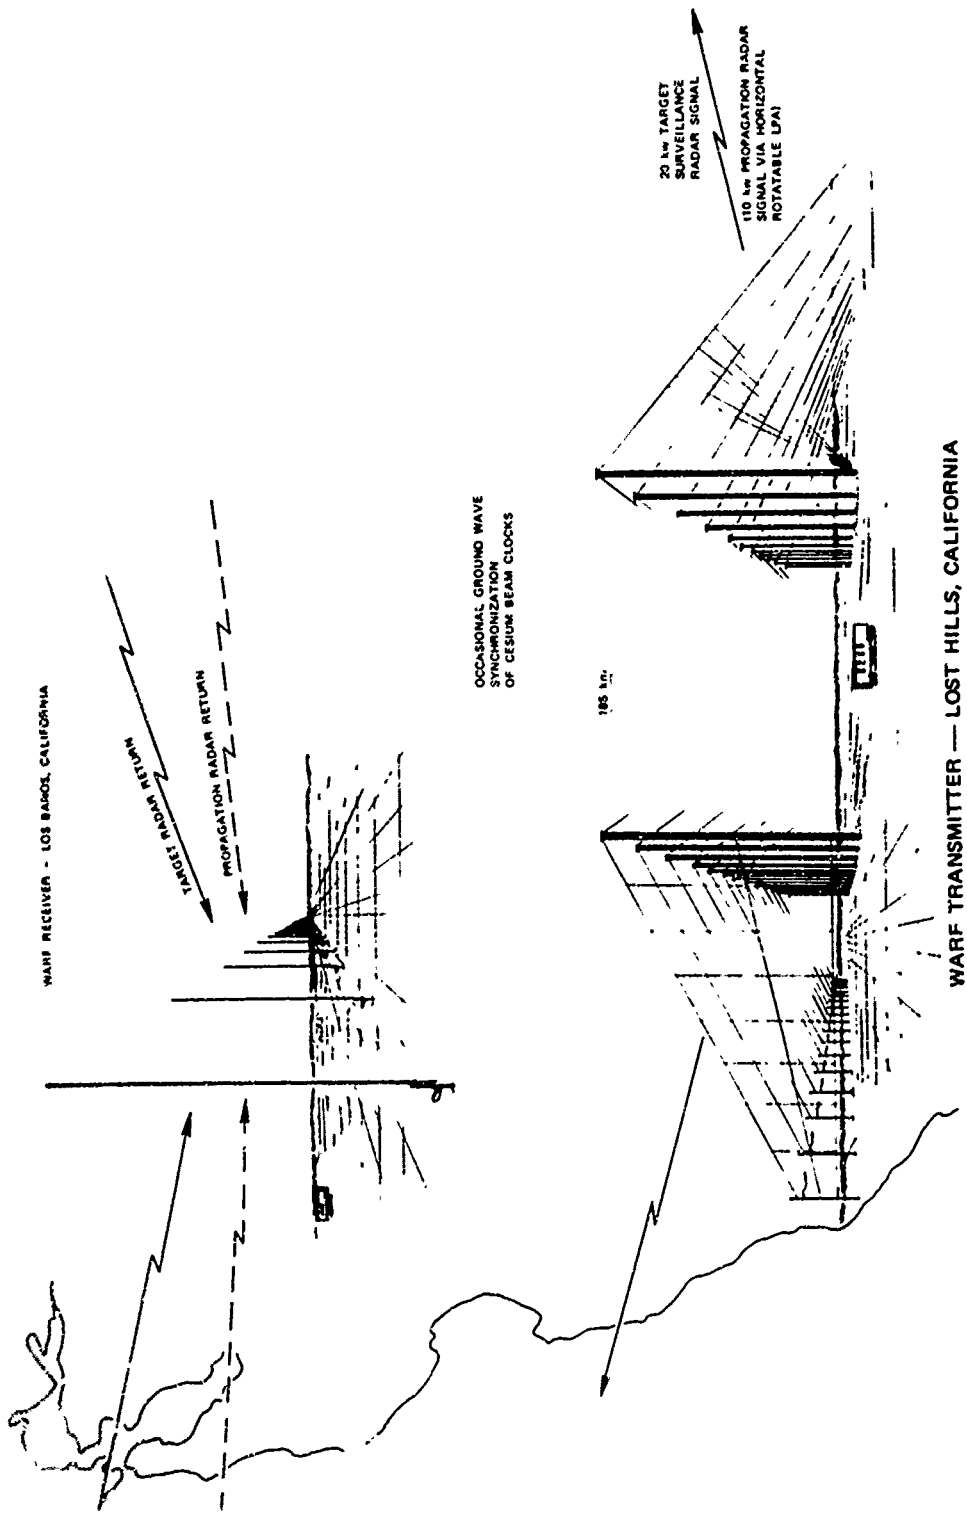 WARF RECEIVER - LOS BANOS, CALIFORNIA
TARGET RADAR RETURN
PROPAGATION RADAR RETURN
OCCASIONAL GROUND WAVE
SYNCHRONIZATION
OF CESIUM BEAM CLOCKS
185 km
20 kw TARGET
SURVEILLANCE
RADAR SIGNAL
(10 kw PROPAGATION RADAR
SIGNAL VIA HORIZONTAL
ROTATABLE LPA)
WARF TRANSMITTER — LOST HILLS, CALIFORNIA